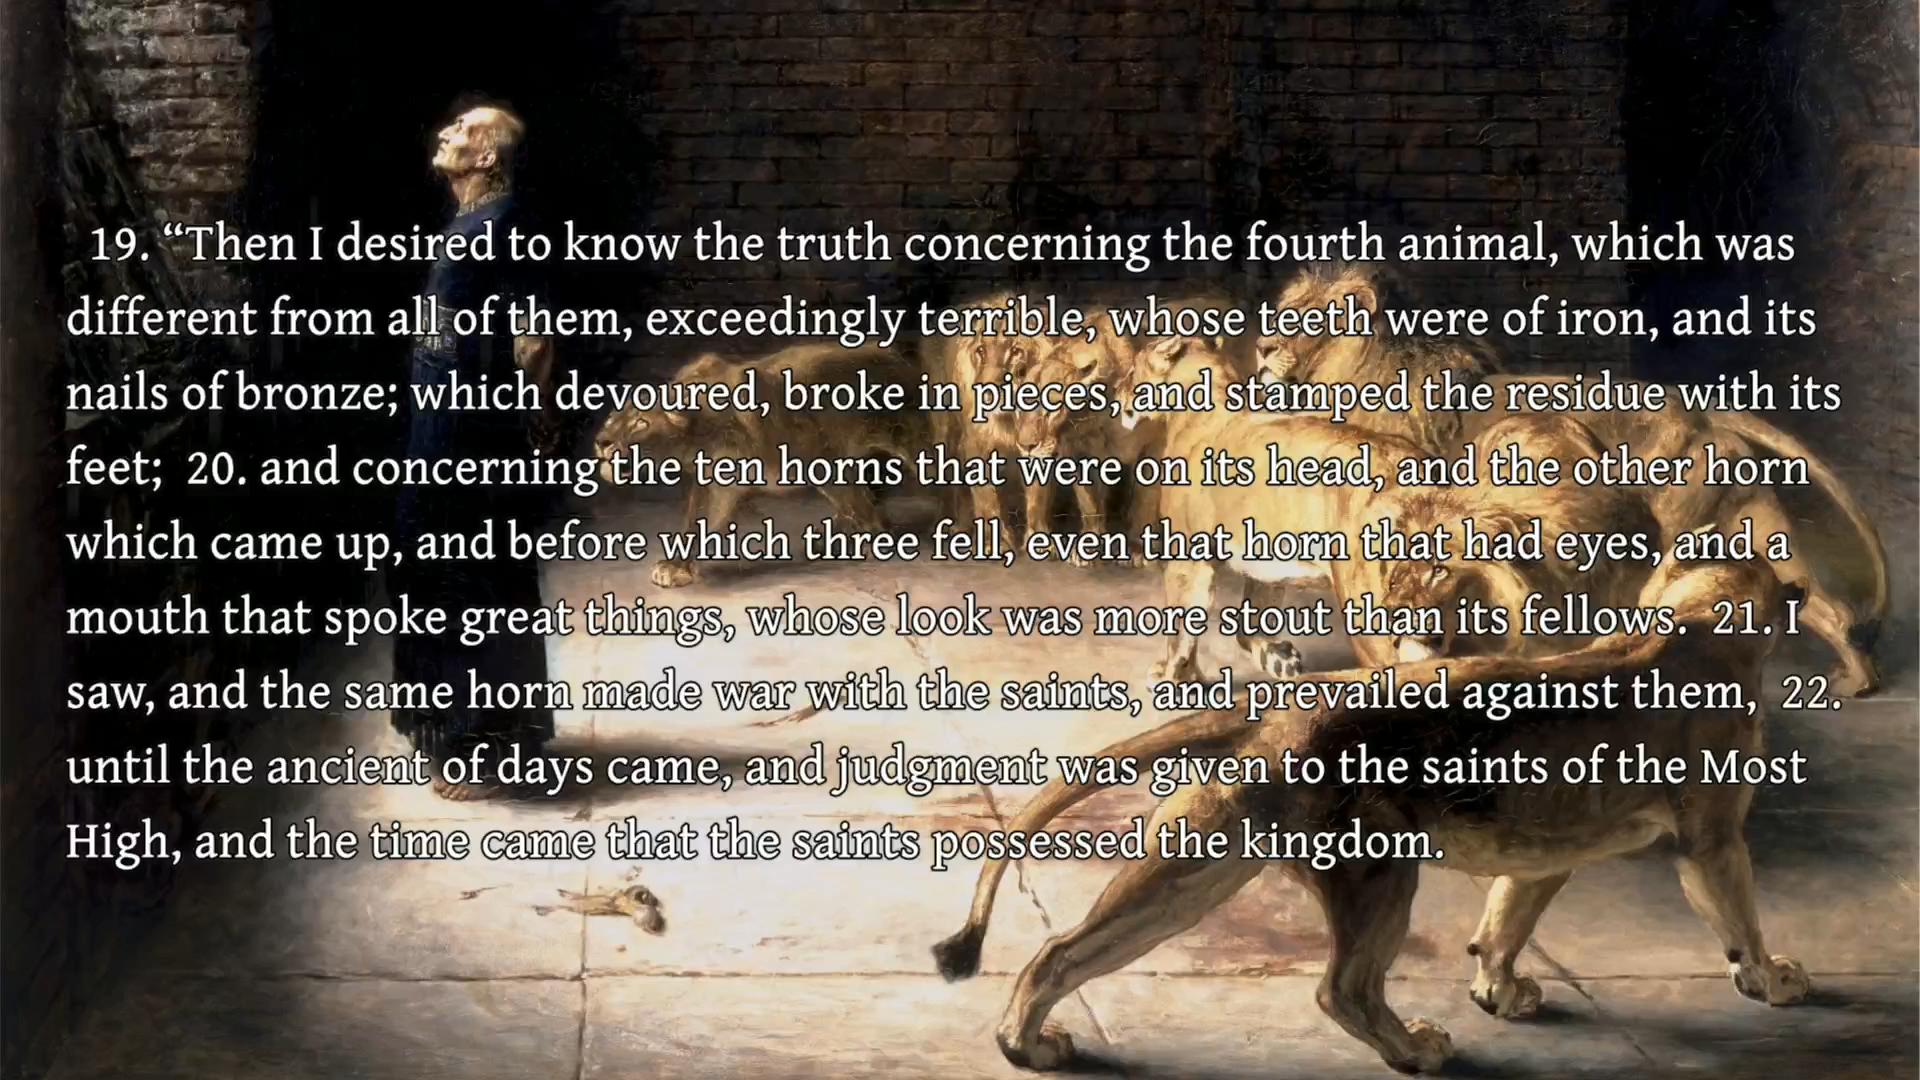 19. “Then I desired to know the truth concerning the fourth animal, which was
different from all of them, exceedingly terrible, whose teeth were of iron, and its
nails of bronze; which devoured, broke in pieces, and stamped the residue with its
feet; 20. and concerning the ten horns that were on its head, and the other horn
which came up, and before which three fell, even that horn that had eyes, and a
mouth that spoke great things, whose look was more stout than its fellows. 21. I
saw, and the same horn made war with the saints, and prevailed against them, 22.
until the ancient of days came, and judgment was given to the saints of the Most
High, and the time came that the saints possessed the kingdom.